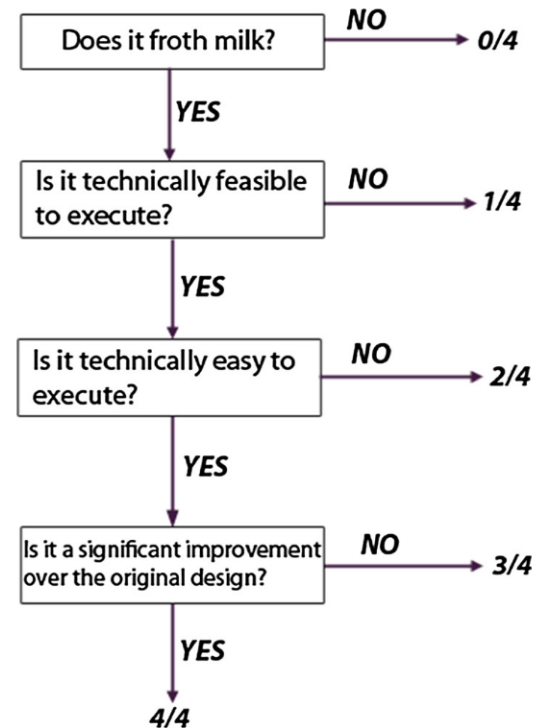 Does it froth milk?
NO
0/4
YES
Is it technically feasible
to execute?
NO
1/4
YES
Is it technically easy to
execute?
NO
2/4
YES
Is it a significant improvement
over the original design?
NO
3/4
YES
4/4